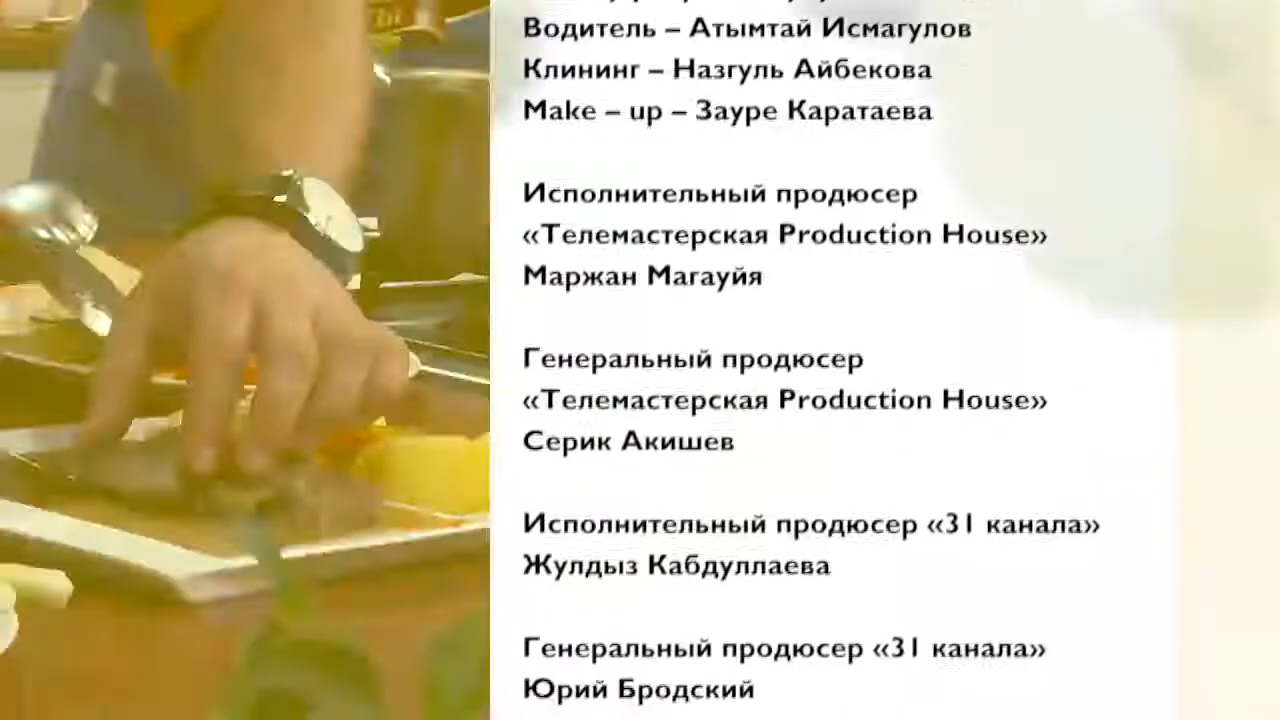 Водитель – Атымтай Исмагулов
Клининг – Назгуль Айбекова
Make – up – Зауре Каратаева
Исполнительный продюсер
«Телемастерская Production House»
Маржан Магауйя
Генеральный продюсер
«Телемастерская Production House»
Серик Акишев
Исполнительный продюсер «31 канала»
Жулдыз Кабдуллаева
Генеральный продюсер «31 канала»
Юрий Бродский